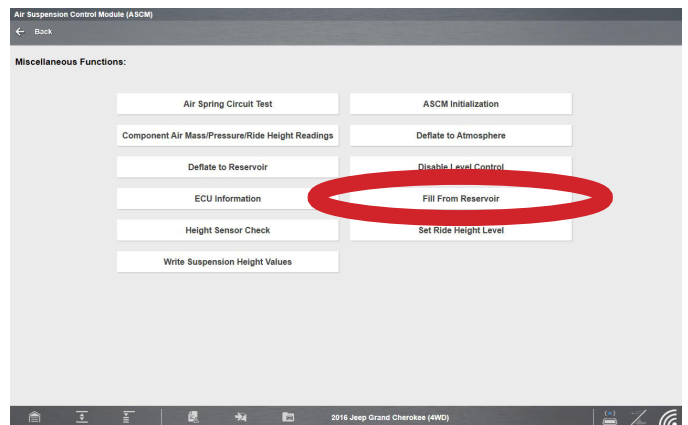 Air Suspension Control Module (ASCM)
Back
Miscellaneous Functions:
Air Spring Circuit Test
ASCM Initialization
Component Air Mass/Pressure/Ride Height Readings
Deflate to Atmosphere
Deflate to Reservoir
Disable Level Control
ECU Information
Fill From Reservoir
Height Sensor Check
Set Ride Height Level
Write Suspension Height Values
2016 Jeep Grand Cherokee (4WD)